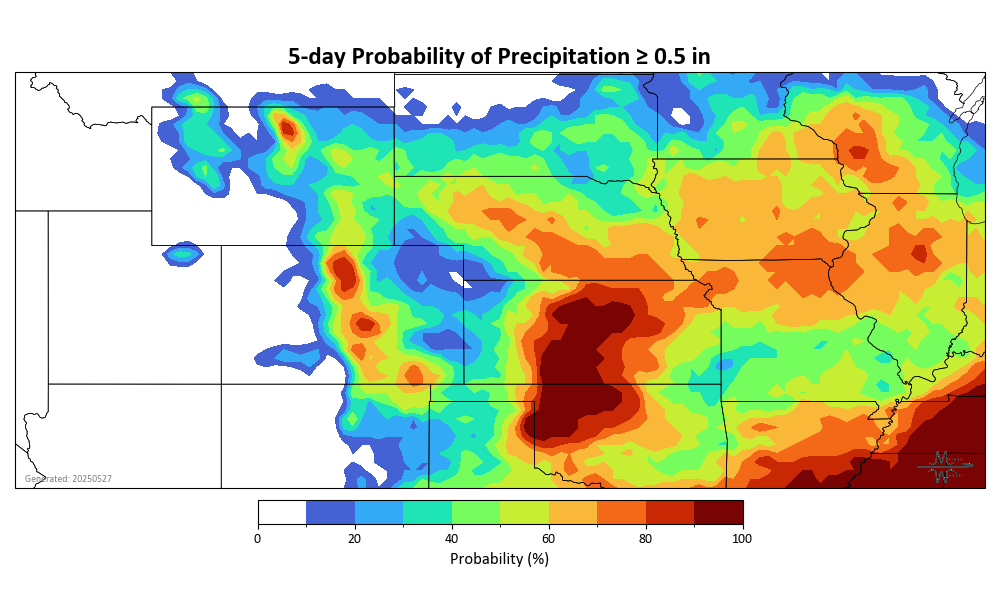 5-day Probability of Precipitation ≥ 0.5 in
Generated: 20250527
0 20 40 60 80 100
Probability (%)